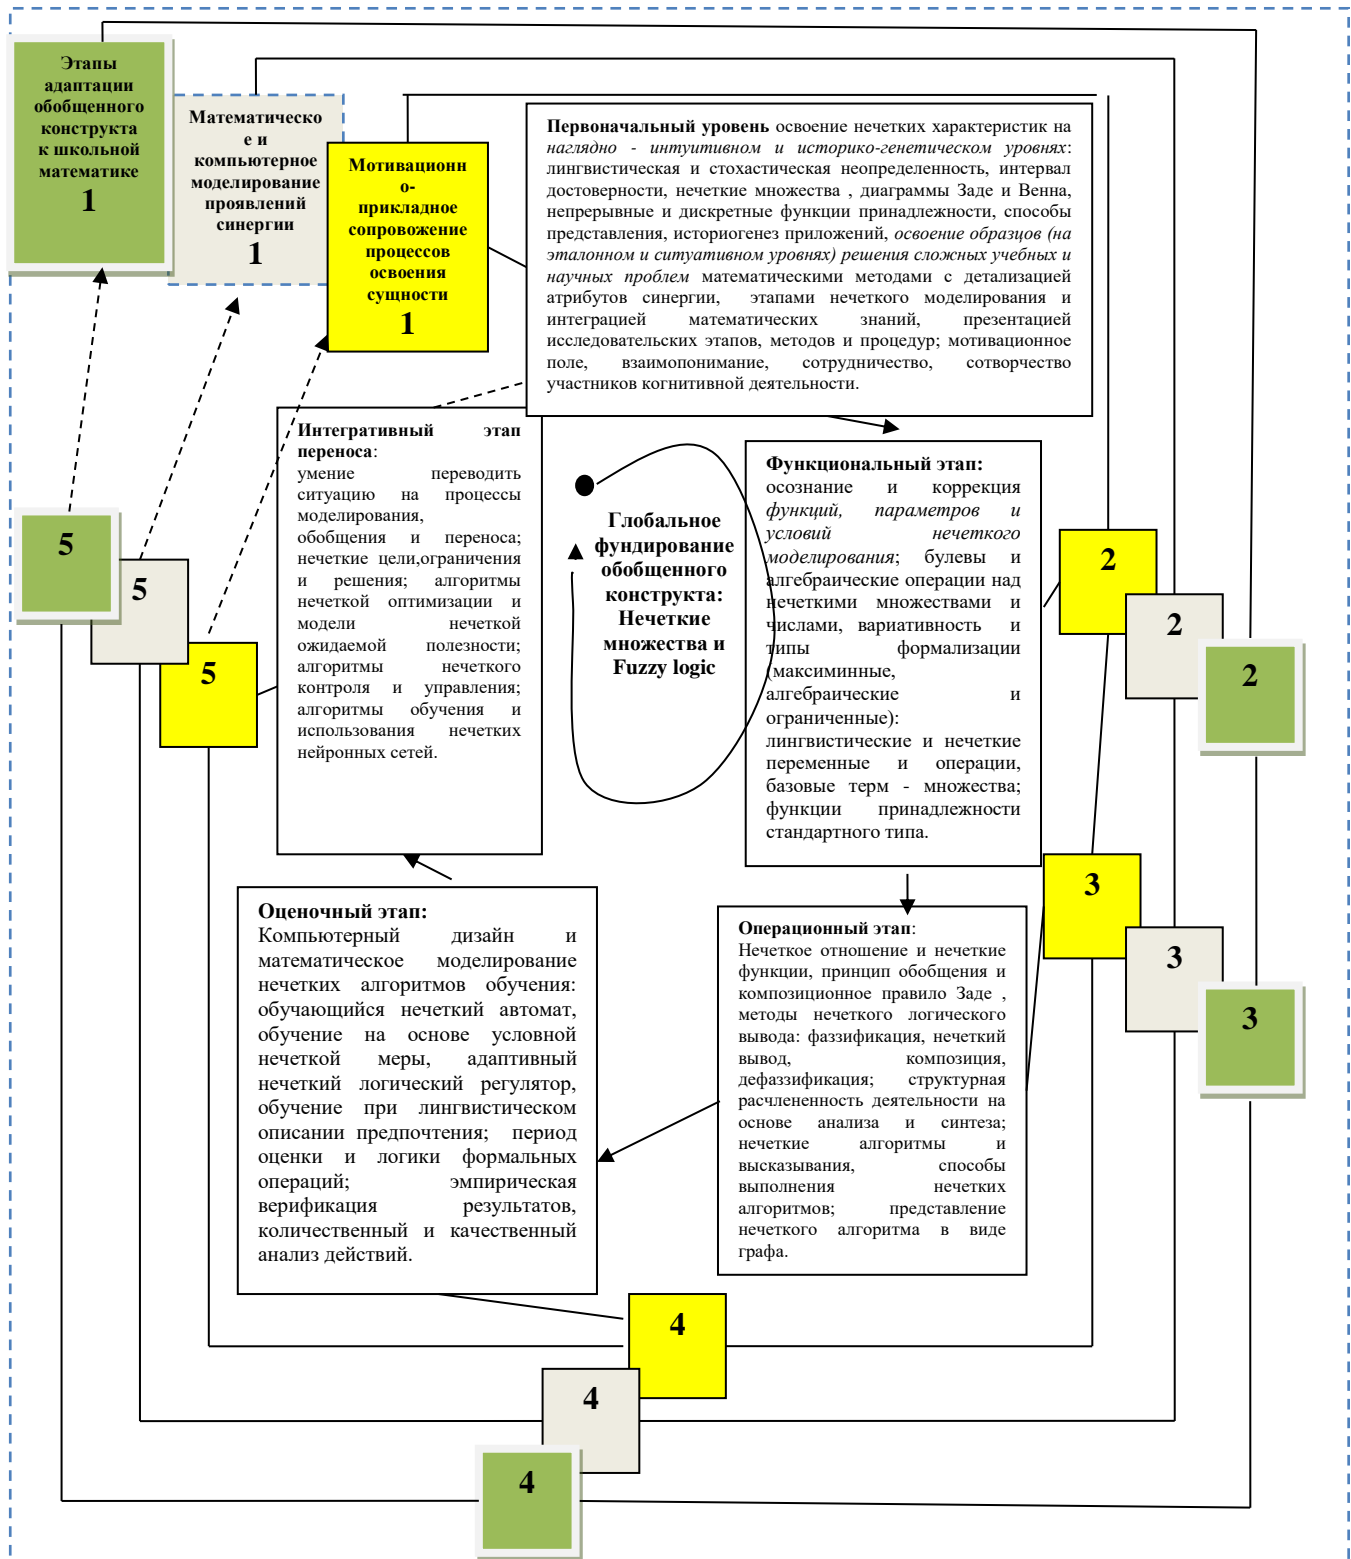 Этапы
адаптации
обобщенного
конструкта
к школьной
математике
1
Математическо
е и
компьютерное
моделирование
проявлений
синергии
1
Мотивационн
о-
прикладное
сопровожение
процессов
освоения
сущности
1
Первоначальный уровень освоение нечетких характеристик на
наглядно - интуитивном и историко-генетическом уровнях:
лингвистическая и стохастическая неопределенность, интервал
достоверности, нечеткие множества , диаграммы Заде и Венна,
непрерывные и дискретные функции принадлежности, способы
представления, историогенез приложений, освоение образцов (на
эталонном и ситуативном уровнях) решения сложных учебных и
научных проблем математическими методами с детализацией
атрибутов синергии, этапами нечеткого моделирования и
интеграцией математических знаний, презентацией
исследовательских этапов, методов и процедур; мотивационное
поле, взаимопонимание, сотрудничество, сотворчество
участников когнитивной деятельности.
Интегративный этап
переноса:
умение переводить
ситуацию на процессы
моделирования,
обобщения и переноса;
нечеткие цели,ограничения
и решения; алгоритмы
нечеткой оптимизации и
модели нечеткой
ожидаемой полезности;
алгоритмы нечеткого
контроля и управления;
алгоритмы обучения и
использования нечетких
нейронных сетей.
Глобальное
фундирование
обобщенного
конструкта:
Нечеткие
множества и
Fuzzy logic
Функциональный этап:
осознание и коррекция
функций, параметров и
условий нечеткого
моделирования; булевы и
алгебраические операции над
нечеткими множествами и
числами, вариативность и
типы формализации
(максиминные,
алгебраические и
ограниченные):
лингвистические и нечеткие
переменные и операции,
базовые терм - множества;
функции принадлежности
стандартного типа.
5
5
5
2
2
2
3
3
3
Оценочный этап:
Компьютерный дизайн и
математическое моделирование
нечетких алгоритмов обучения:
обучающийся нечеткий автомат,
обучение на основе условной
нечеткой меры, адаптивный
нечеткий логический регулятор,
обучение при лингвистическом
описании предпочтения; период
оценки и логики формальных
операций; эмпирическая
верификация результатов,
количественный и качественный
анализ действий.
Операционный этап:
Нечеткое отношение и нечеткие
функции, принцип обобщения и
композиционное правило Заде ,
методы нечеткого логического
вывода: фаззификация, нечеткий
вывод, композиция,
дефаззификация; структурная
расчлененность деятельности на
основе анализа и синтеза;
нечеткие алгоритмы и
высказывания, способы
выполнения нечетких
алгоритмов; представление
нечеткого алгоритма в виде
графа.
4
4
4